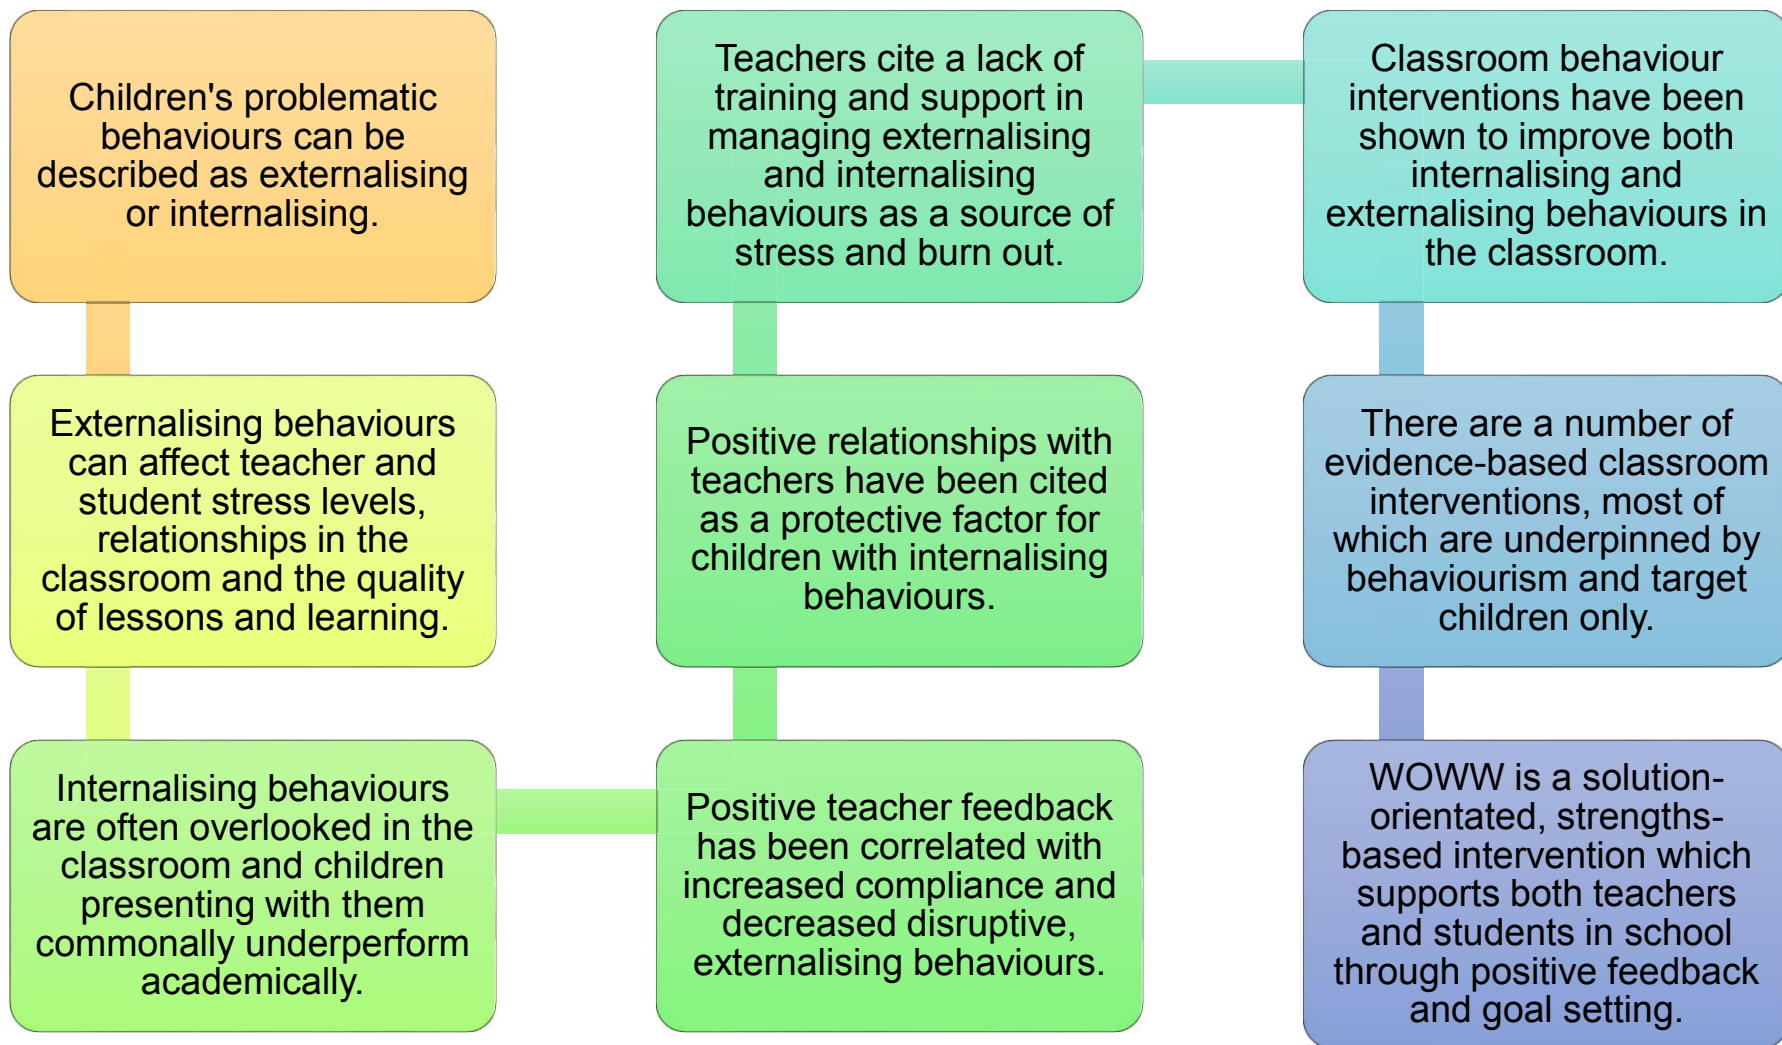 Children's problematic
behaviours can be
described as externalising
or internalising.
Externalising behaviours
can affect teacher and
student stress levels,
relationships in the
classroom and the quality
of lessons and learning.
Internalising behaviours
are often overlooked in the
classroom and children
presenting with them
commonally underperform
academically.
Positive teacher feedback
has been correlated with
increased compliance and
decreased disruptive,
externalising behaviours.
Positive relationships with
teachers have been cited
as a protective factor for
children with internalising
behaviours.
Teachers cite a lack of
training and support in
managing externalising
and internalising
behaviours as a source of
stress and burn out.
Classroom behaviour
interventions have been
shown to improve both
internalising and
externalising behaviours in
the classroom.
There are a number of
evidence-based classroom
interventions, most of
which are underpinned by
behaviourism and target
children only.
WOWW is a solution-
orientated, strengths-
based intervention which
supports both teachers
and students in school
through positive feedback
and goal setting.